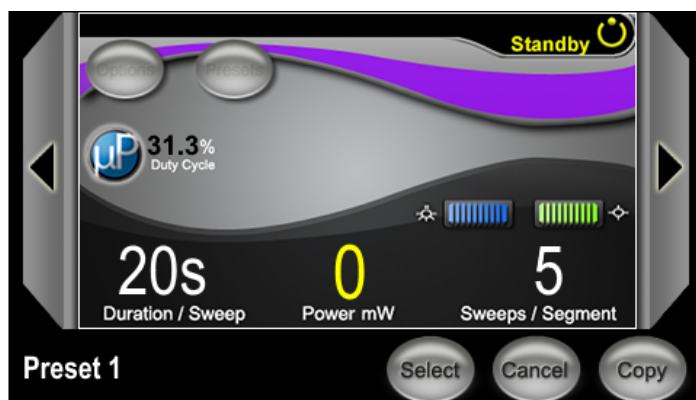 Standby
Options Presets
µP 31.3%
Duty Cycle
20s 0 5
Duration / Sweep Power mW Sweeps / Segment
Preset 1 Select Cancel Copy